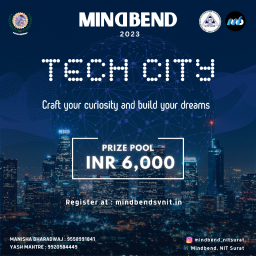 MINDBEND
2023
TECH CITY
Craft your curiosity and build your dreams
PRIZE POOL
INR 6,000
Register at : mindbendsvnit.in
MANISHA BHARADWAJ : 9558991841
YASH MAHTRE : 9920584445
mindbend_nitsurat
Mindbend, NIT Surat